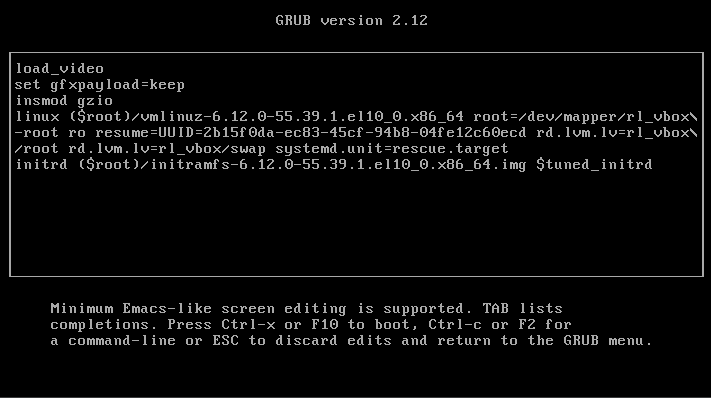 GRUB version 2.12
load_video
set gfxpayload=keep
insmod gzio
linux ($root)/vmlinuz-6.12.0-55.39.1.el10_0.x86_64 root=/dev/mapper/rl_vbox\
-root ro resume=UUID=2b15f0da-ec83-45cf-94b8-04fe12c60ecd rd.lvm.lv=rl_vbox\
/root rd.lvm.lv=rl_vbox/swap systemd.unit=rescue.target
initrd ($root)/initramfs-6.12.0-55.39.1.el10_0.x86_64.img $tuned_initrd
Minimum Emacs-like screen editing is supported. TAB lists
completions. Press Ctrl-x or F10 to boot, Ctrl-c or F2 for
a command-line or ESC to discard edits and return to the GRUB menu.